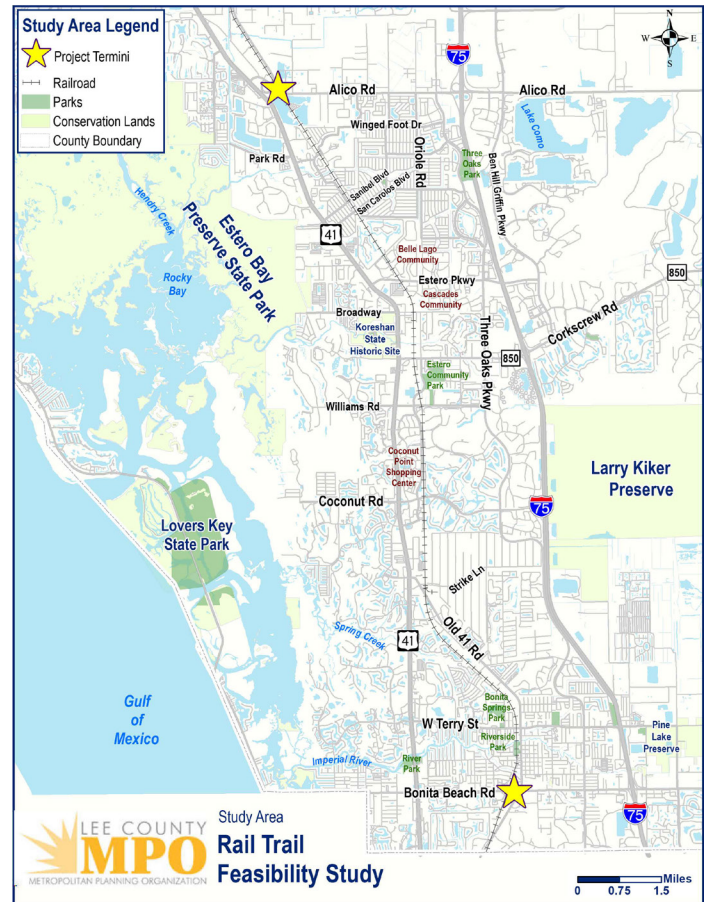 Study Area Legend
Project Termini
Railroad
Parks
Conservation Lands
County Boundary
75
N
W E
S
Alico Rd
Alico Rd
Winged Foot Dr
Lake Como
Oriole Rd
Park Rd
Three
Oaks
Park
Ben Hill Griffin Pkwy
Sanibel Blvd
San Carolos Blvd
Hendry Creek
Estero Bay
Preserve State Park
41
Rocky
Bay
Belle Lago
Community
Estero Pkwy
850
Cascades
Community
Broadway
Koreshan
State
Historic Site
Three Oaks Pkwy
Corkscrew Rd
850
Estero
Community
Park
Williams Rd
Coconut
Point
Shopping
Center
Larry Kiker
Preserve
Coconut Rd
75
Lovers Key
State Park
Strike Ln
Old 41 Rd
Spring Creek
41
Gulf
of
Mexico
Bonita
Springs
Park
W Terry St
Riverside
Park
Pine
Lake
Preserve
Imperial River
River
Park
Bonita Beach Rd
75
LEE COUNTY
MPO
METROPOLITAN PLANNING ORGANIZATION
Study Area
Rail Trail
Feasibility Study
Miles
0 0.75 1.5